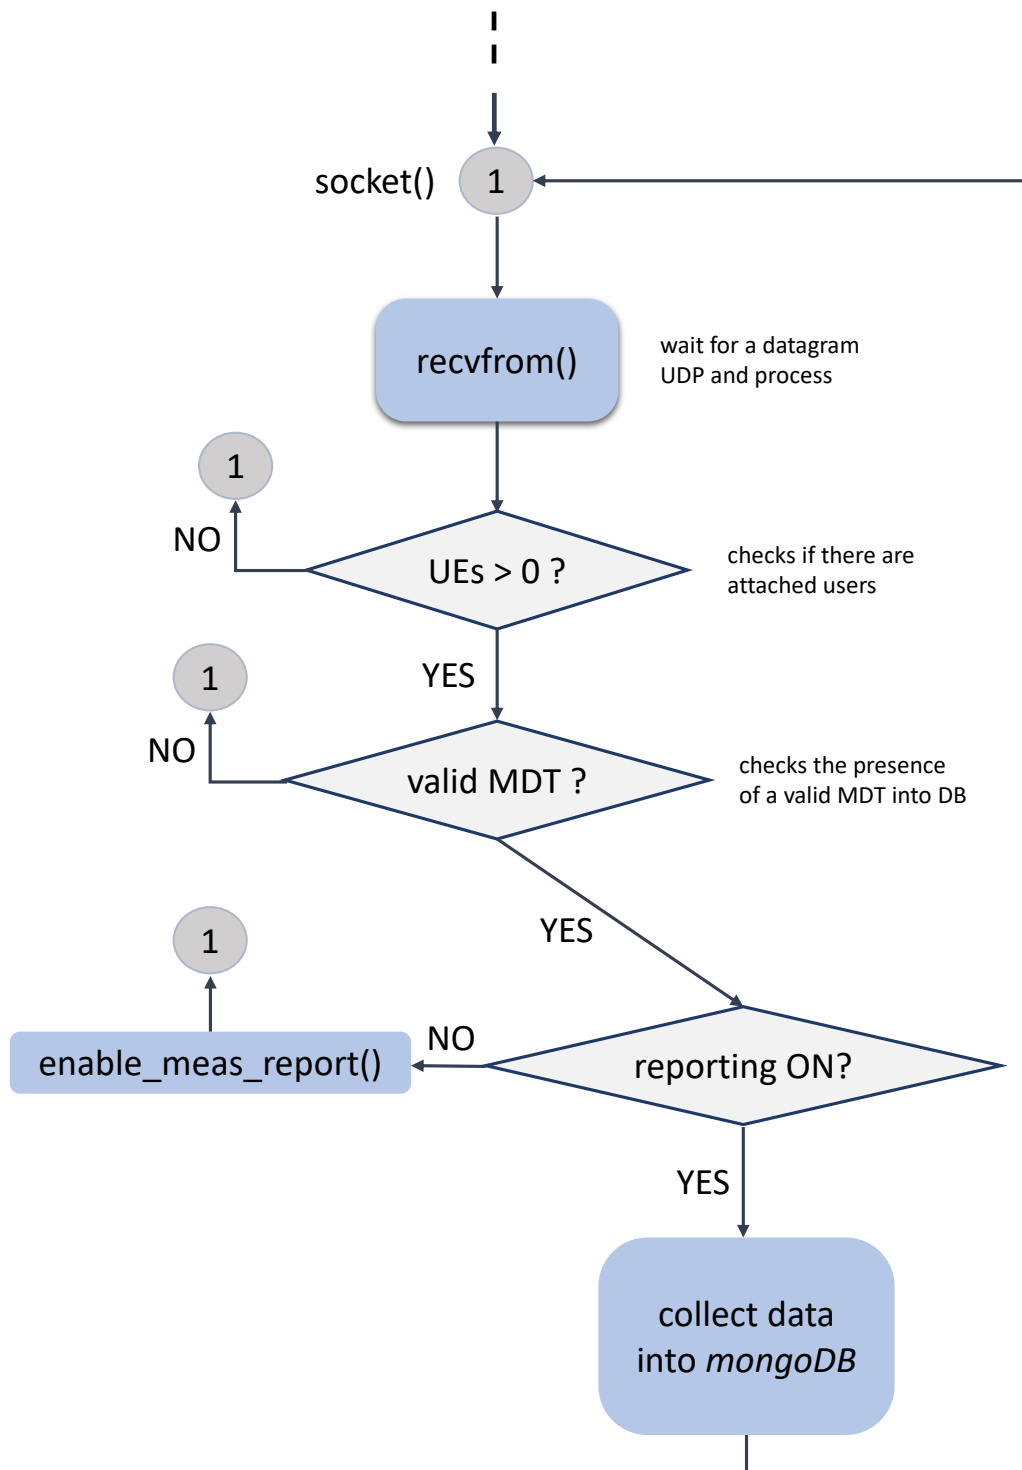 socket()
1
recvfrom()
wait for a datagram
UDP and process
1
NO
UEs > 0 ?
checks if there are
attached users
YES
1
NO
valid MDT ?
checks the presence
of a valid MDT into DB
YES
1
enable_meas_report()
NO
reporting ON?
YES
collect data
into mongoDB